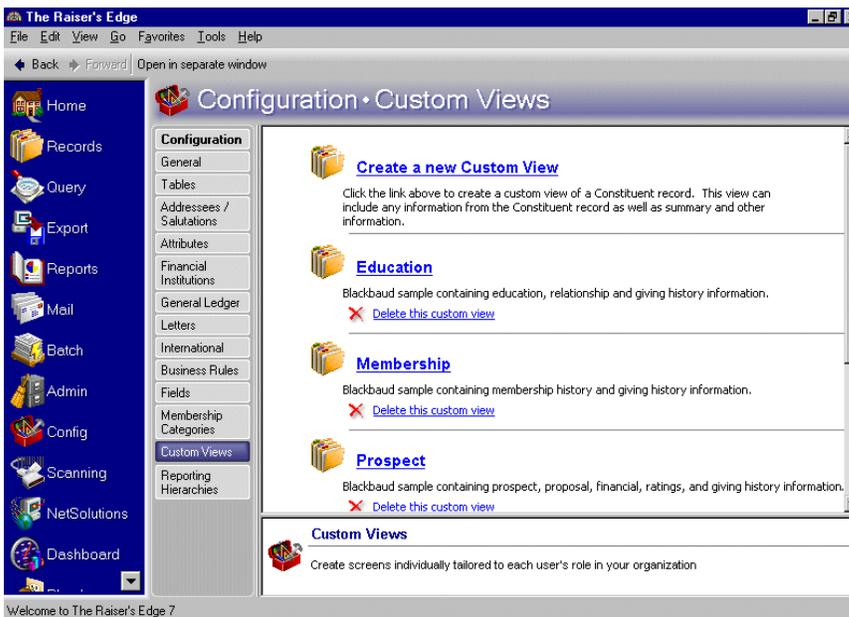 The Raiser's Edge
File Edit View Go Favorites Tools Help
Back Forward Open in separate window
Home
Records
Query
Export
Reports
Mail
Batch
Admin
Config
Scanning
NetSolutions
Dashboard
Configuration • Custom Views
Configuration
General
Tables
Addressees /
Salutations
Attributes
Financial
Institutions
General Ledger
Letters
International
Business Rules
Fields
Membership
Categories
Custom Views
Reporting
Hierarchies
Create a new Custom View
Click the link above to create a custom view of a Constituent record. This view can
include any information from the Constituent record as well as summary and other
information.
Education
Blackbaud sample containing education, relationship and giving history information.
Delete this custom view
Membership
Blackbaud sample containing membership history and giving history information.
Delete this custom view
Prospect
Blackbaud sample containing prospect, proposal, financial, ratings, and giving history information.
Delete this custom view
Custom Views
Create screens individually tailored to each user's role in your organization
Welcome to The Raiser's Edge 7